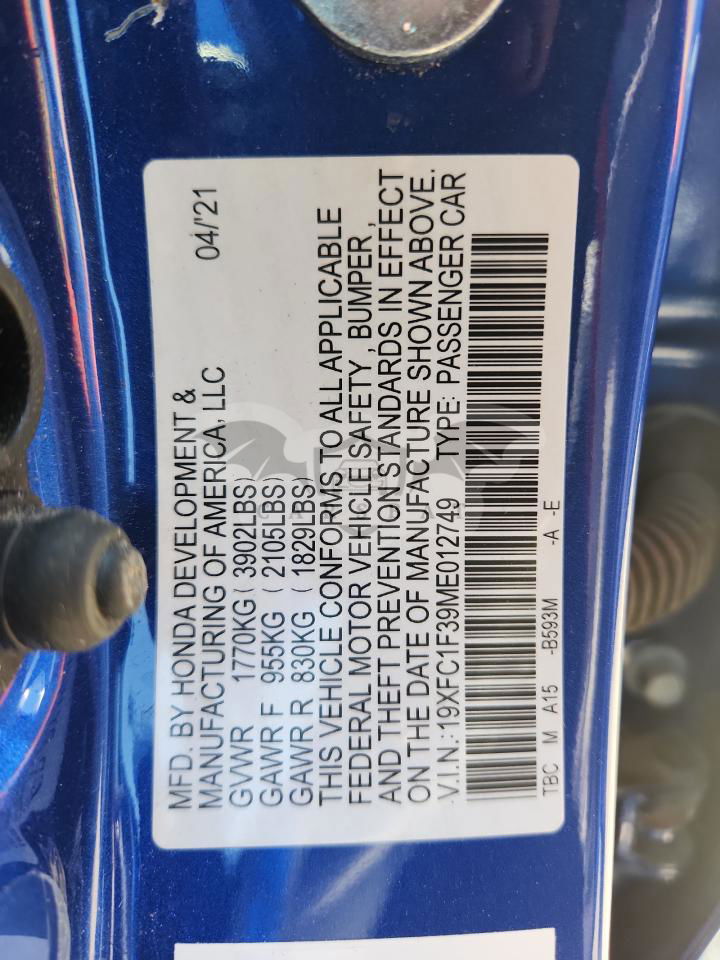 MFD. BY HONDA DEVELOPMENT &
MANUFACTURING OF AMERICA, LLC 04/'21
GVWR 1770KG ( 3902LBS)
GAWR F 955KG ( 2105LBS)
GAWR R 830KG ( 1829LBS)
THIS VEHICLE CONFORMS TO ALL APPLICABLE
FEDERAL MOTOR VEHICLE SAFETY , BUMPER ,
AND THEFT PREVENTION STANDARDS IN EFFECT
ON THE DATE OF MANUFACTURE SHOWN ABOVE.
V.I.N.:19XFC1F39ME012749 TYPE: PASSENGER CAR
TBC M A15 -B593M -A -E